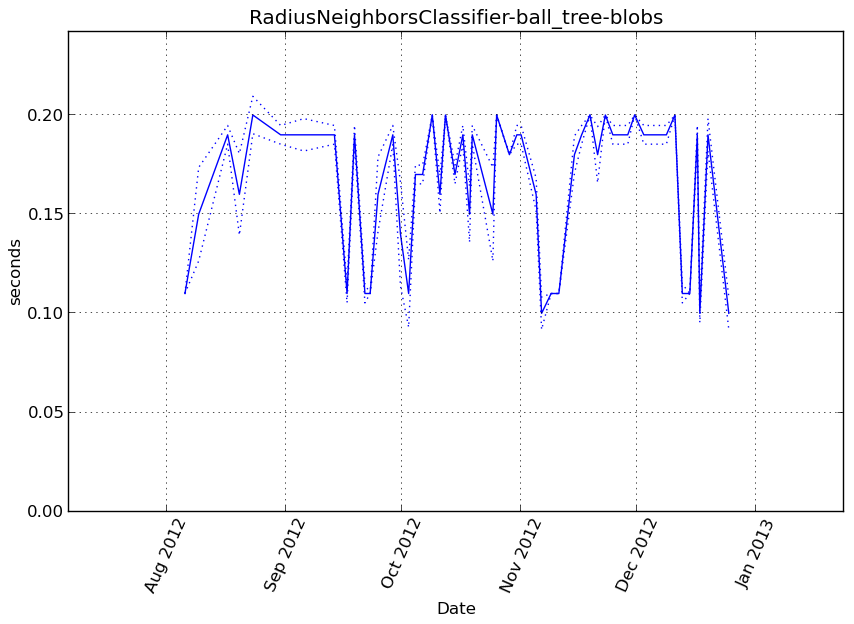 RadiusNeighborsClassifier-ball_tree-blobs
0.20
0.15
0.10
0.05
0.00
seconds
Aug 2012
Sep 2012
Oct 2012
Nov 2012
Dec 2012
Jan 2013
Date